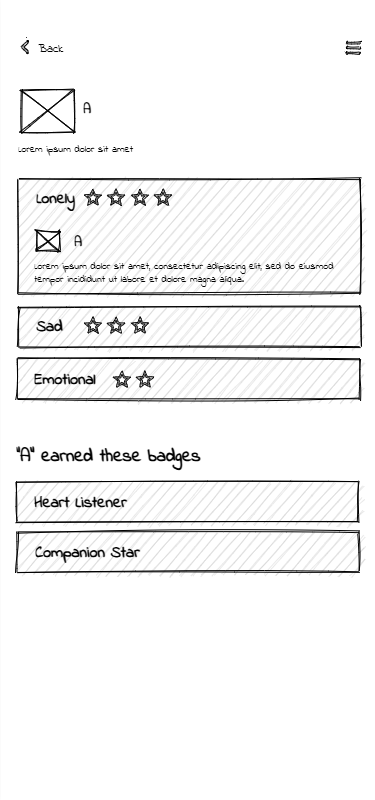 Back
A
Lorem ipsum dolor sit amet
Lonely
A
Lorem ipsum dolor sit amet, consectetur adipiscing elit, sed do eiusmod
tempor incididunt ut labore et dolore magna aliqua.
Sad
Emotional
"A" earned these badges
Heart Listener
Companion Star